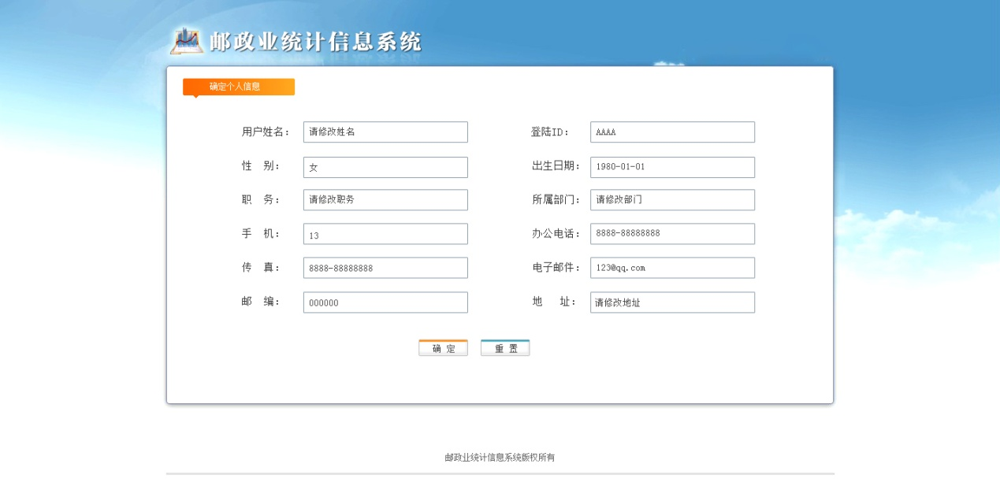 邮政业统计信息系统
确定个人信息
用户姓名： 请修改姓名 登陆ID： AAAA
性 别： 女 出生日期： 1980-01-01
职 务： 请修改职务 所属部门： 请修改部门
手 机： 13 办公电话： 8888-88888888
传 真： 8888-88888888 电子邮件： 123@qq.com
邮 编： 000000 地 址： 请修改地址
确 定 重 置
邮政业统计信息系统版权所有